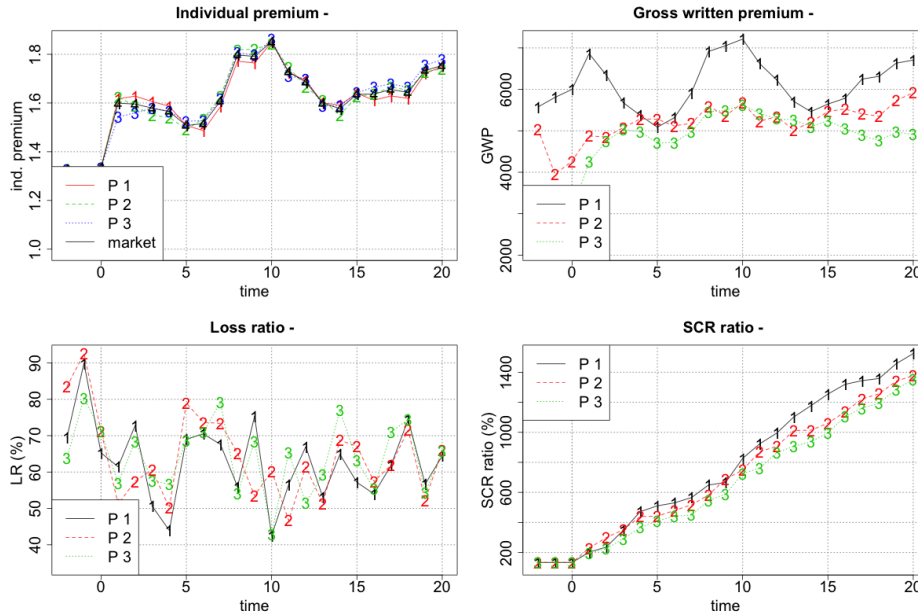 Individual premium -
ind. premium
1.0
1.2
1.4
1.6
1.8
P 1
P 2
P 3
market
0
5
10
15
20
time
Gross written premium -
GWP
2000
4000
6000
P 1
P 2
P 3
0
5
10
15
20
time
Loss ratio -
LR (%)
40
50
60
70
80
90
P 1
P 2
P 3
0
5
10
15
20
time
SCR ratio -
SCR ratio (%)
200
600
1000
1400
P 1
P 2
P 3
0
5
10
15
20
time